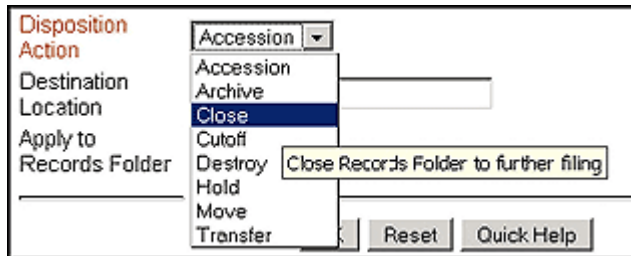 Disposition
Action
Accession
Accession
Destination
Location
Archive
Close
Apply to
Records Folder
Cutoff
Destroy
Close Records Folder to further filing
Hold
Move
Transfer
Reset
Quick Help